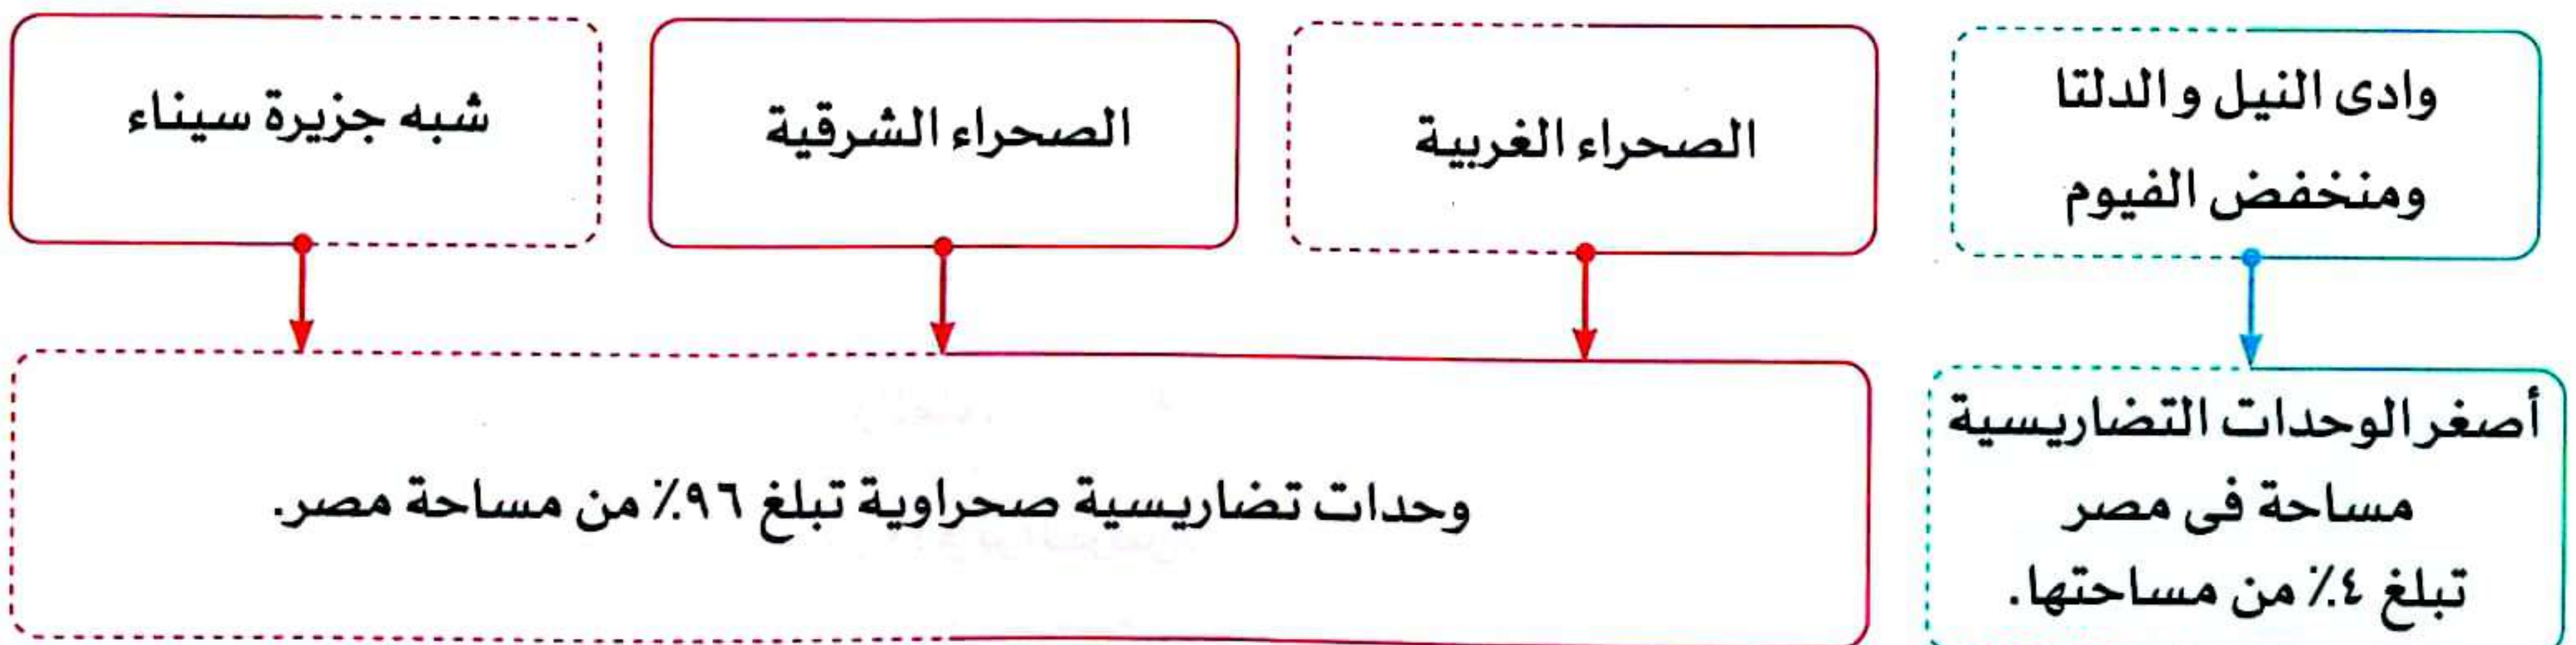 وادى النيل والدلتا
ومنخفض الفيوم
الصحراء الغربية
الصحراء الشرقية
شبه جزيرة سيناء
أصغر الوحدات التضاريسية
مساحة فى مصر
تبلغ ٤٪ من مساحتها.
وحدات تضاريسية صحراوية تبلغ ٩٦٪ من مساحة مصر.